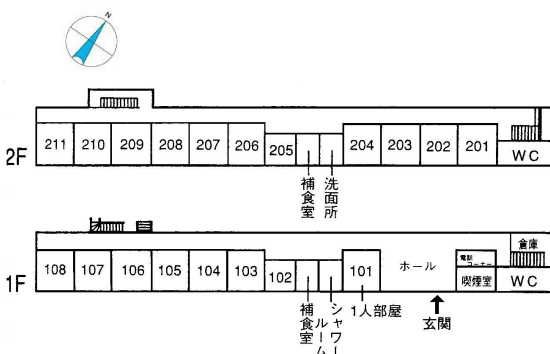 N
211 210 209 208 207 206 205 204 203 202 201
2F
WC
補食室
洗面所
倉庫
108 107 106 105 104 103 102 101 ホール
電話
コーナー
喫煙室
WC
1F
補食室
シャワー
ルーム
1人部屋
玄関